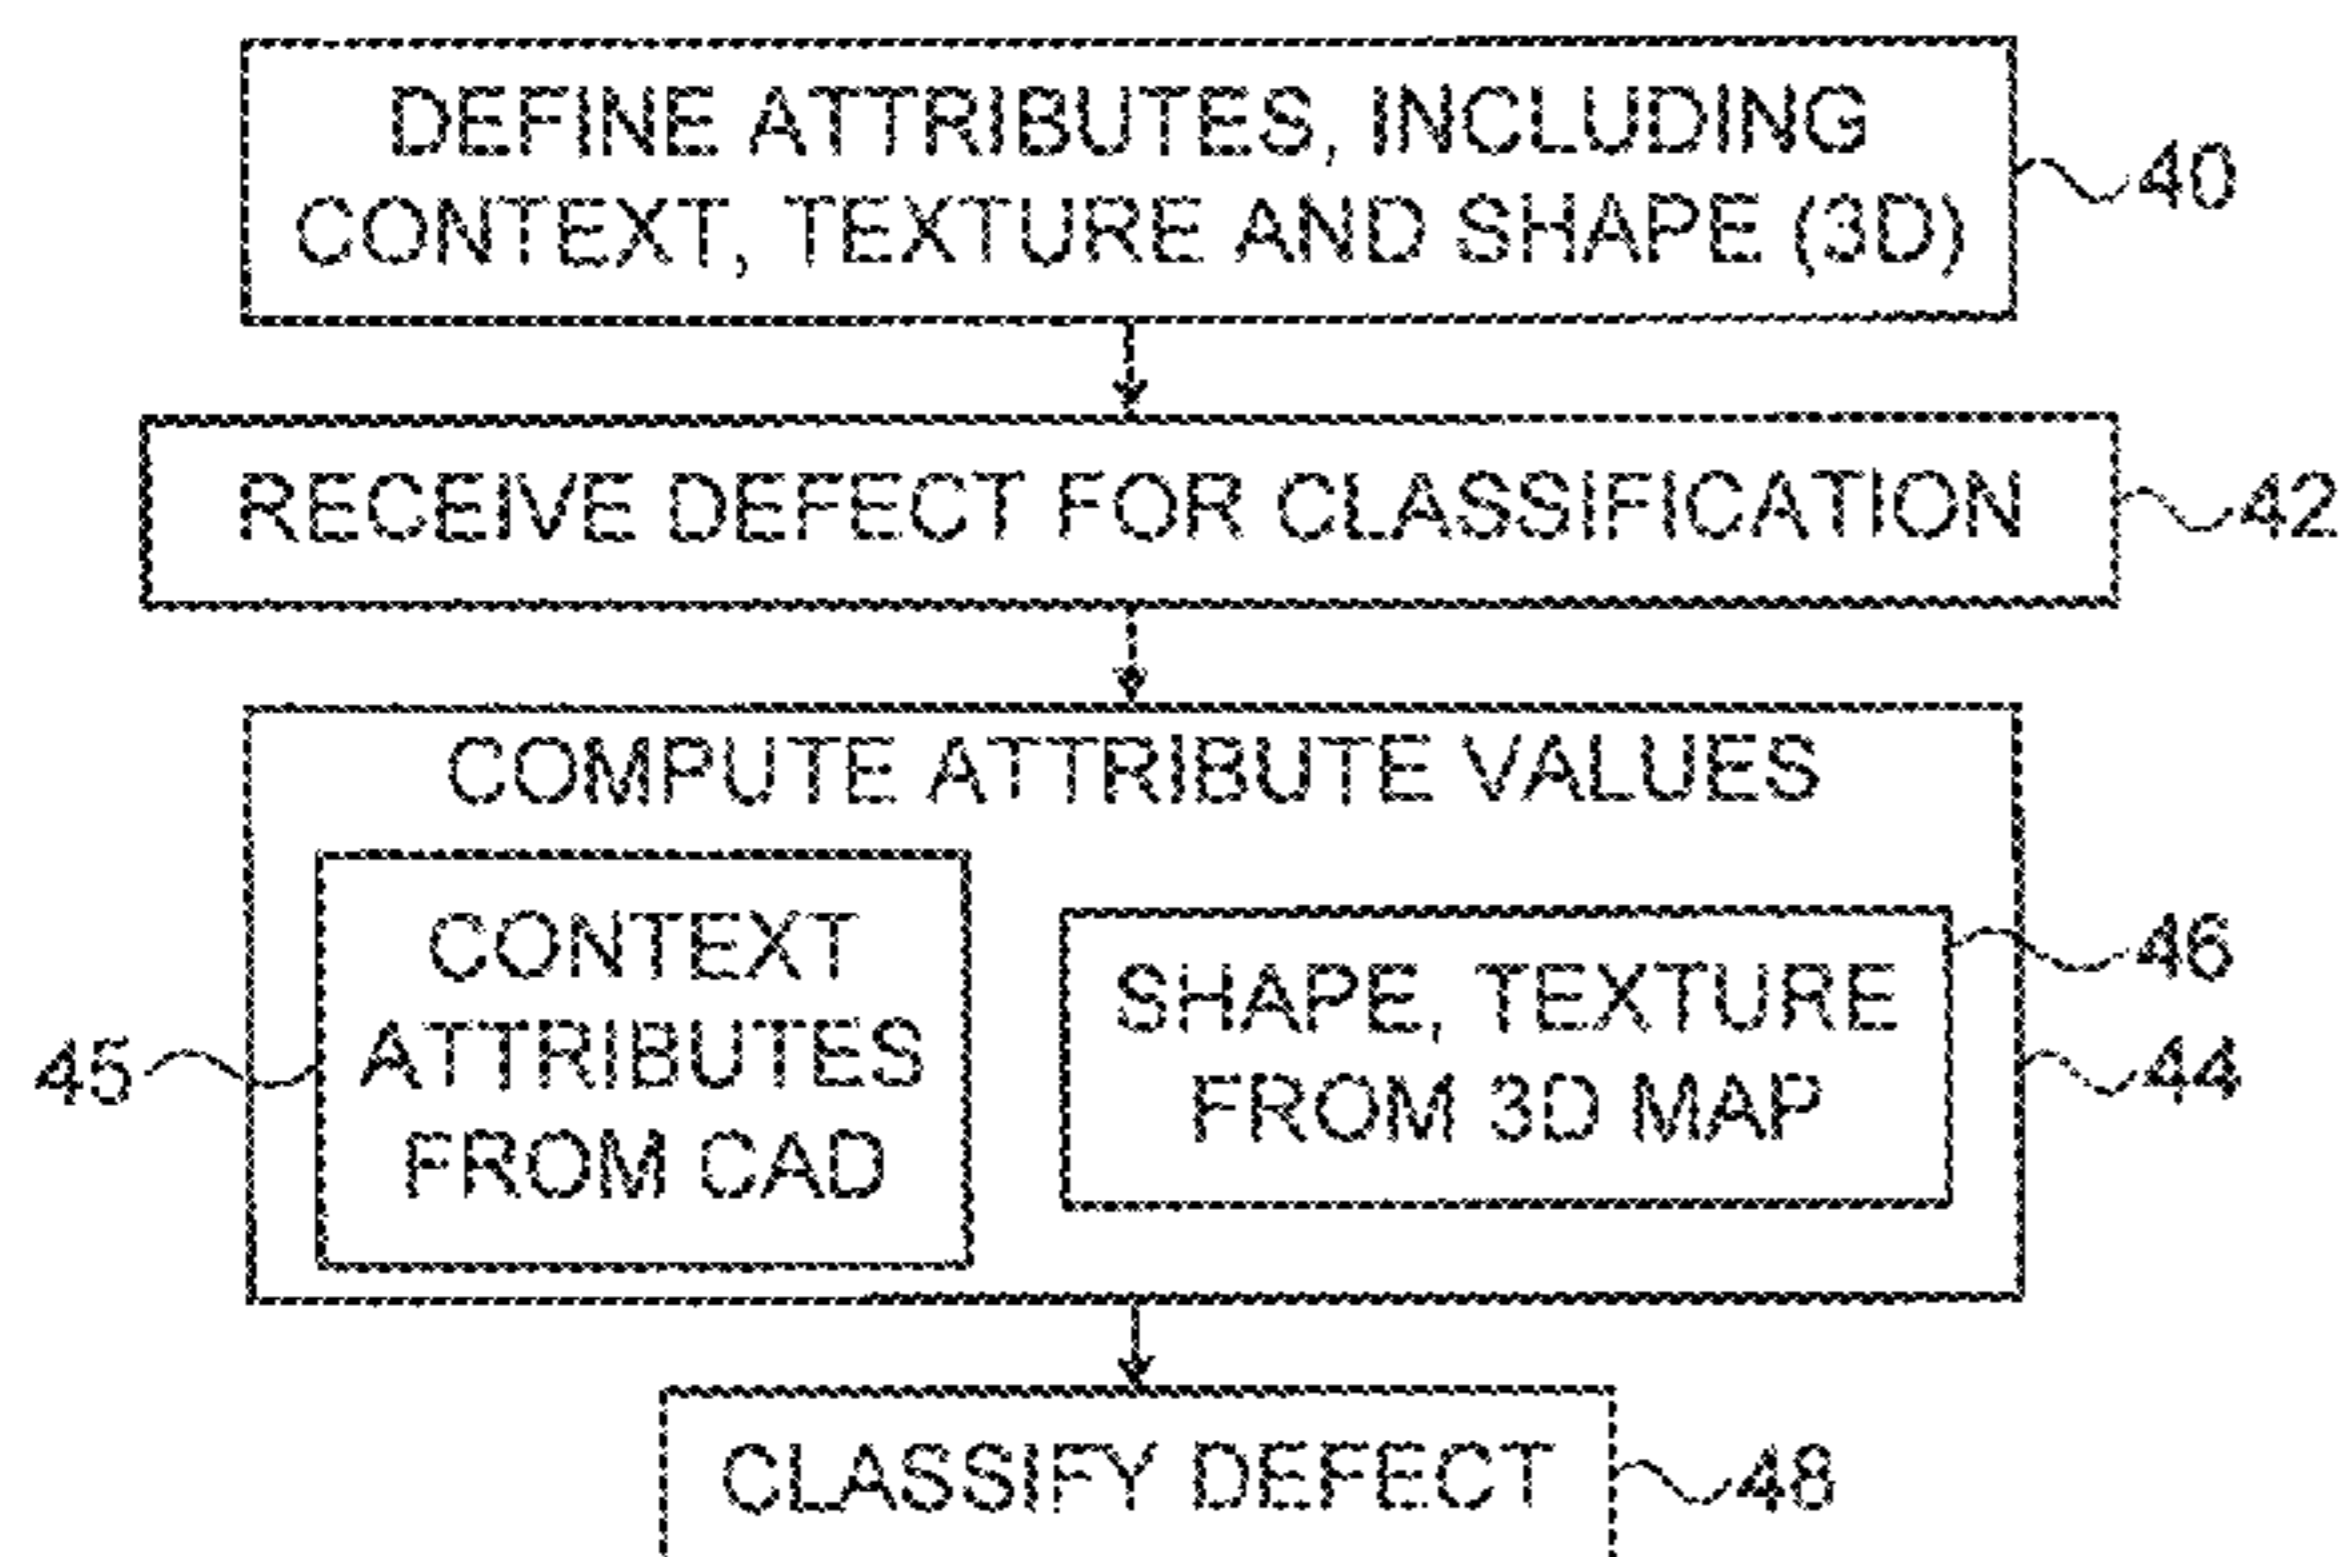 DEFINE ATTRIBUTES, INCLUDING
CONTEXT, TEXTURE AND SHAPE (3D)
40
RECEIVE DEFECT FOR CLASSIFICATION
42
COMPUTE ATTRIBUTE VALUES
CONTEXT
ATTRIBUTES
FROM CAD
45
SHAPE, TEXTURE
FROM 3D MAP
46
44
CLASSIFY DEFECT
48